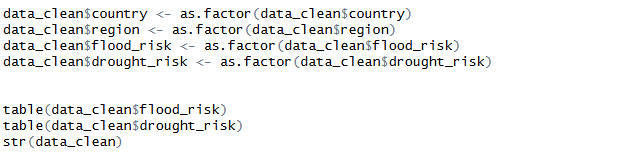 data_clean$country <- as.factor(data_clean$country)
data_clean$region <- as.factor(data_clean$region)
data_clean$flood_risk <- as.factor(data_clean$flood_risk)
data_clean$drought_risk <- as.factor(data_clean$drought_risk)
table(data_clean$flood_risk)
table(data_clean$drought_risk)
str(data_clean)